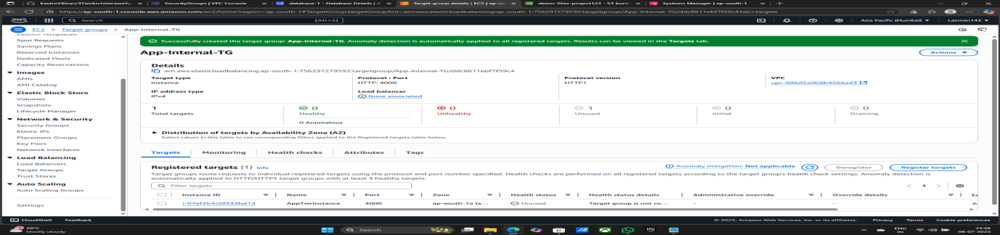 KastroVKiran/3TierArchitectureAp
SecurityGroups | VPC Console
database-1 - Database Details | A
Target group details | EC2 | ap-so
demo-3tier-project123 - S3 buck
Systems Manager | ap-south-1
https://ap-south-1.console.aws.amazon.com/ec2/home?region=ap-south-1#TargetGroup:targetGroupArn=arn:aws:elasticloadbalancing:ap-south-1:756297279592:targetgroup/App-Internal-TG/ddc8611ebf7f59c4;tab=targets
aws
Search
[Alt+S]
Asia Pacific (Mumbai)
Laxman143
EC2 > Target groups > App-Internal-TG
Launch Templates
Spot Requests
Savings Plans
Reserved Instances
Dedicated Hosts
Capacity Reservations
Images
AMIs
AMI Catalog
Elastic Block Store
Volumes
Snapshots
Lifecycle Manager
Network & Security
Security Groups
Elastic IPs
Placement Groups
Key Pairs
Network Interfaces
Load Balancing
Load Balancers
Target Groups
Trust Stores
Auto Scaling
Auto Scaling Groups
Settings
Successfully created the target group: App-Internal-TG. Anomaly detection is automatically applied to all registered targets. Results can be viewed in the Targets tab.
App-Internal-TG
Actions
Details
arn:aws:elasticloadbalancing:ap-south-1:756297279592:targetgroup/App-Internal-TG/ddc8611ebf7f59c4
Target type
Instance
Protocol : Port
HTTP: 4000
Protocol version
HTTP1
VPC
vpc-096d5a9b9b4566ad3
IP address type
IPv4
Load balancer
None associated
1
Total targets
0
Healthy
0 Anomalous
0
Unhealthy
1
Unused
0
Initial
0
Draining
Distribution of targets by Availability Zone (AZ)
Select values in this table to see corresponding filters applied to the Registered targets table below.
Targets
Monitoring
Health checks
Attributes
Tags
Registered targets (1) Info
Anomaly mitigation: Not applicable
Deregister
Register targets
Target groups route requests to individual registered targets using the protocol and port number specified. Health checks are performed on all registered targets according to the target group's health check settings. Anomaly detection is
automatically applied to HTTP/HTTPS target groups with at least 3 healthy targets.
Filter targets
1
Instance ID
Name
Port
Zone
Health status
Health status details
Administrative override
Override details
i-07ef2b3c0f334bd14
AppTierInstance
4000
ap-south-1a (a...
Unused
Target group is not co...
-
-
CloudShell
Feedback
© 2025, Amazon Web Services, Inc. or its affiliates.
Privacy
Terms
Cookie preferences
28°C
Mostly cloudy
Search
ENG
IN
23:56
08-07-2025